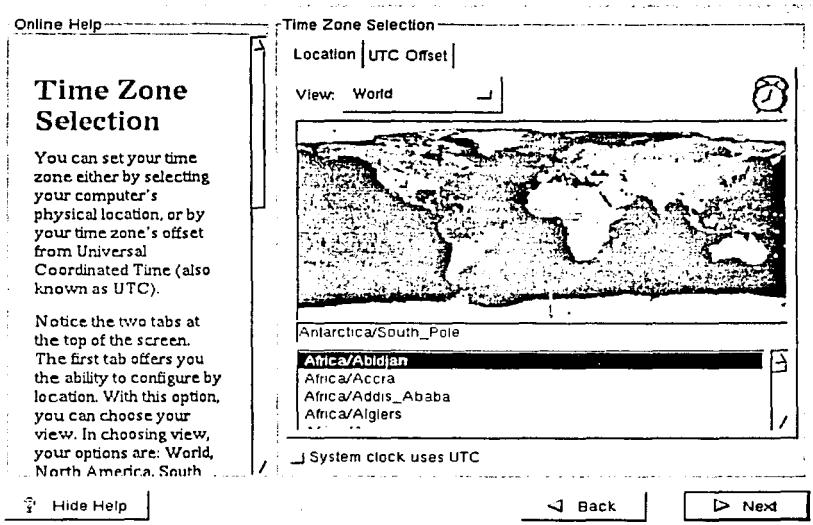 Online Help
Time Zone
Selection
You can set your time
zone either by selecting
your computer's
physical location, or by
your time zone's offset
from Universal
Coordinated Time (also
known as UTC).
Notice the two tabs at
the top of the screen.
The first tab offers you
the ability to configure by
location. With this option,
you can choose your
view. In choosing view,
your options are: World,
North America, South
Time Zone Selection
Location
UTC Offset
View: World
Antarctica/South_Pole
Africa/Abidjan
Africa/Accra
Africa/Addis_Ababa
Africa/Algiers
System clock uses UTC
Hide Help
Back
Next